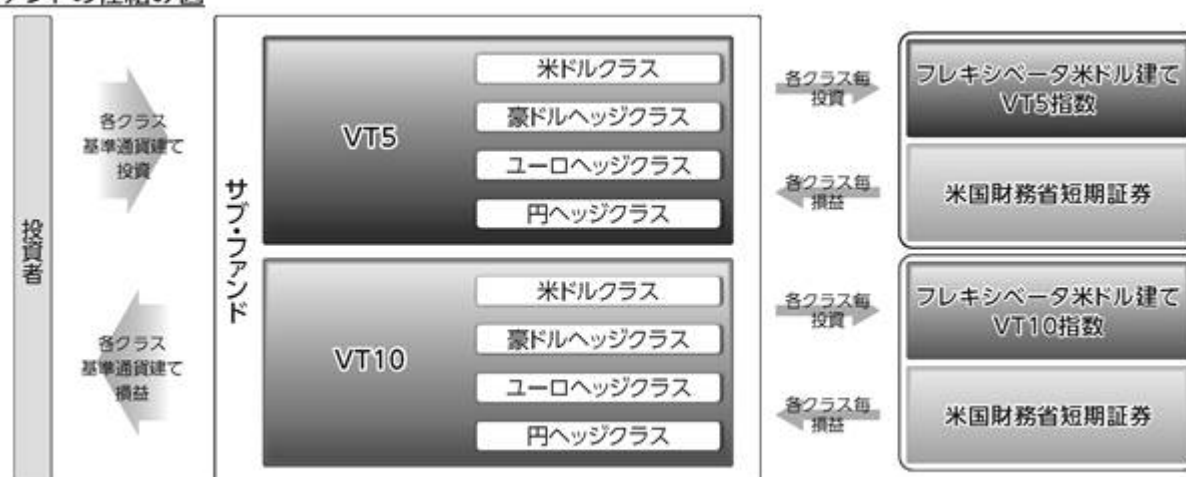 投資者
各クラス
基準通貨建て
投資
各クラス
基準通貨建て
損益
サブ・ファンド
VT5
米ドルクラス
豪ドルヘッジクラス
ユーロヘッジクラス
円ヘッジクラス
VT10
米ドルクラス
豪ドルヘッジクラス
ユーロヘッジクラス
円ヘッジクラス
各クラス毎
投資
各クラス毎
損益
各クラス毎
投資
各クラス毎
損益
フレキシベータ米ドル建て
VT5指数
米国財務省短期証券
フレキシベータ米ドル建て
VT10指数
米国財務省短期証券